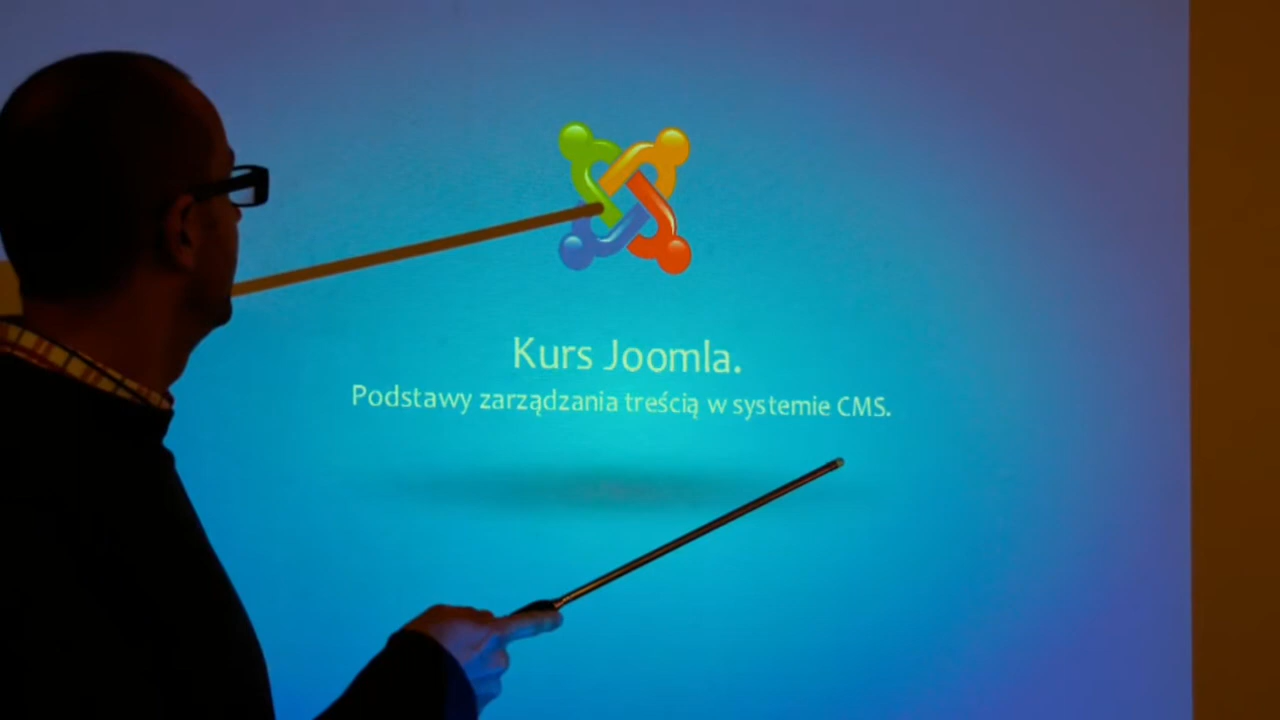 Kurs Joomla.
Podstawy zarządzania treścią w systemie CMS.